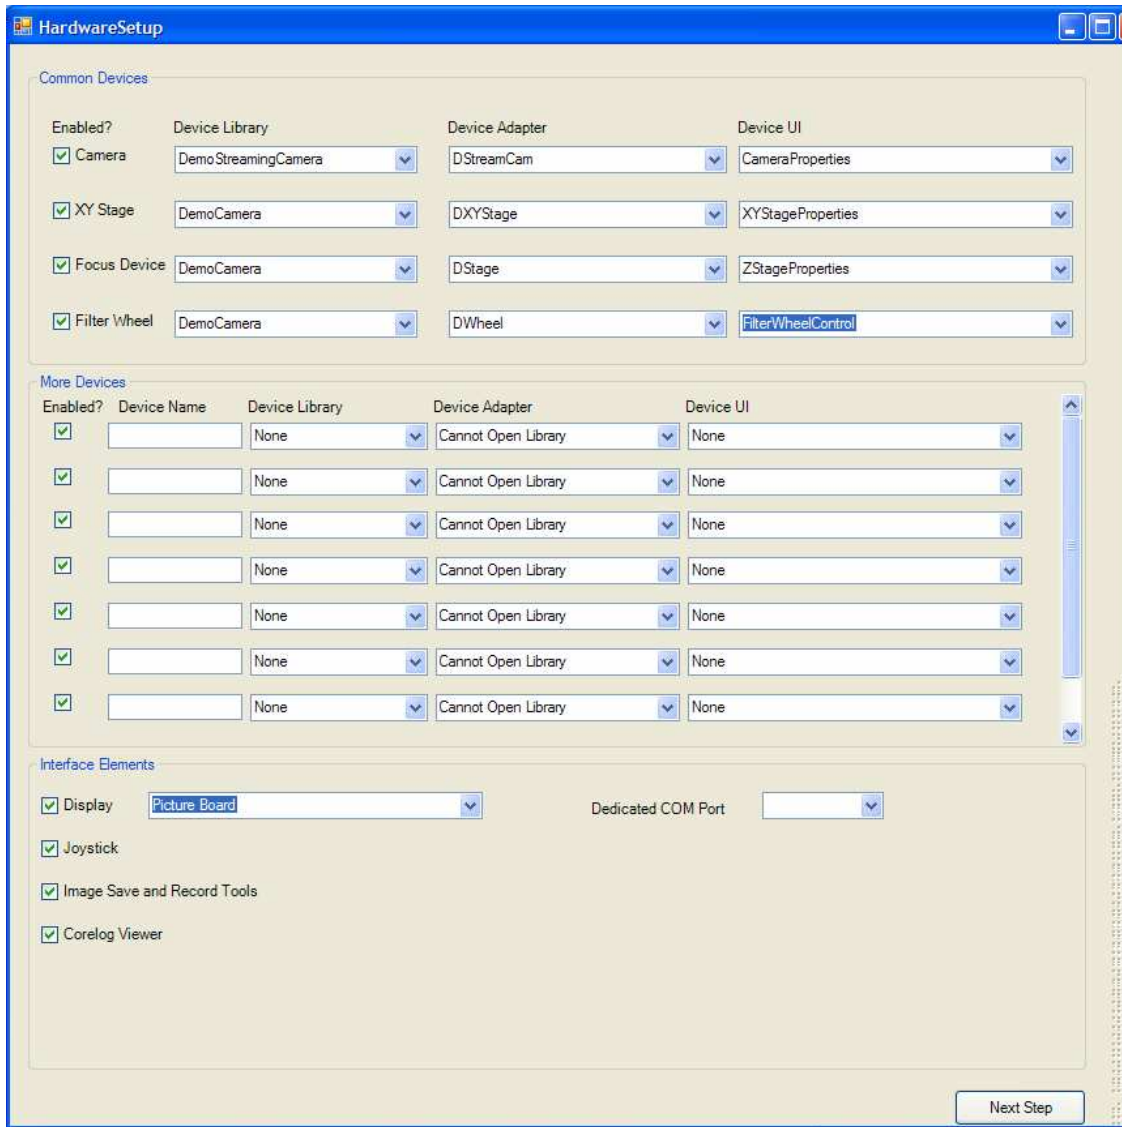 HardwareSetup
Common Devices
Enabled? Device Library Device Adapter Device UI
Camera DemoStreamingCamera DStreamCam CameraProperties
XY Stage DemoCamera DXYStage XYStageProperties
Focus Device DemoCamera DStage ZStageProperties
Filter Wheel DemoCamera DWheel FilterWheelControl
More Devices
Enabled? Device Name Device Library Device Adapter Device UI
None Cannot Open Library None
None Cannot Open Library None
None Cannot Open Library None
None Cannot Open Library None
None Cannot Open Library None
None Cannot Open Library None
None Cannot Open Library None
Interface Elements
Display Picture Board Dedicated COM Port
Joystick
Image Save and Record Tools
Corelog Viewer
Next Step